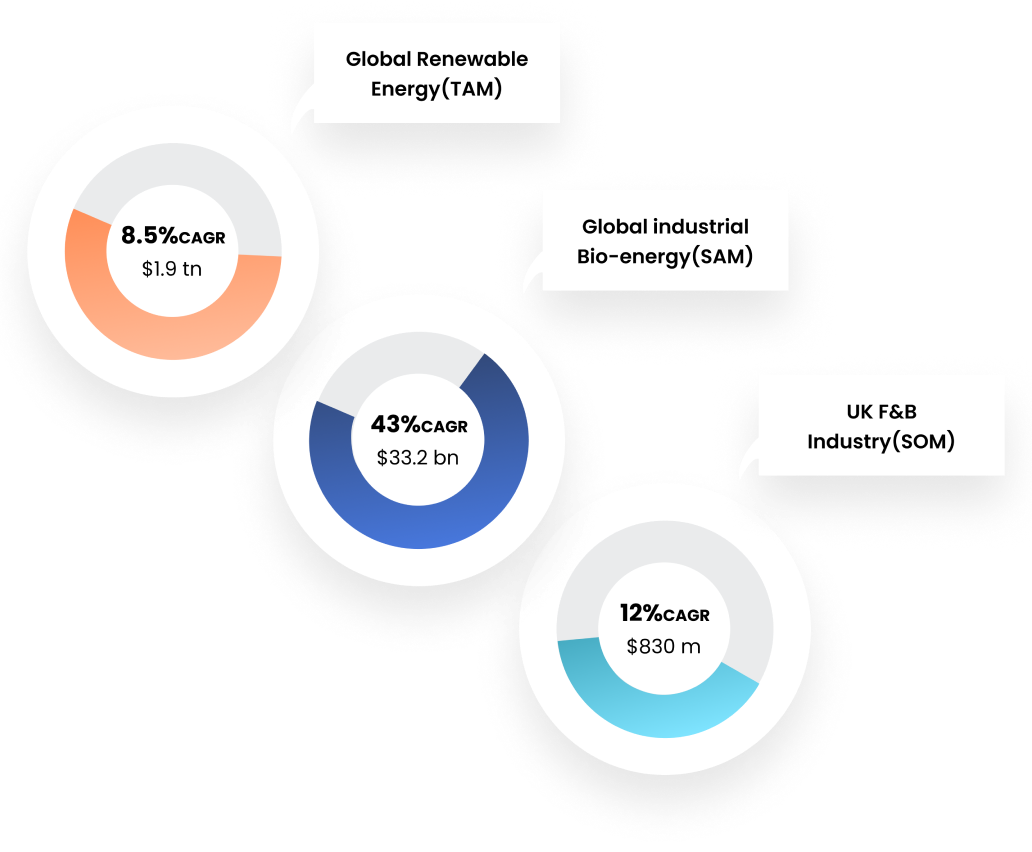 Global Renewable
Energy(TAM)
8.5%CAGR
$1.9 tn
Global industrial
Bio-energy(SAM)
43%CAGR
$33.2 bn
UK F&B
Industry(SOM)
12%CAGR
$830 m